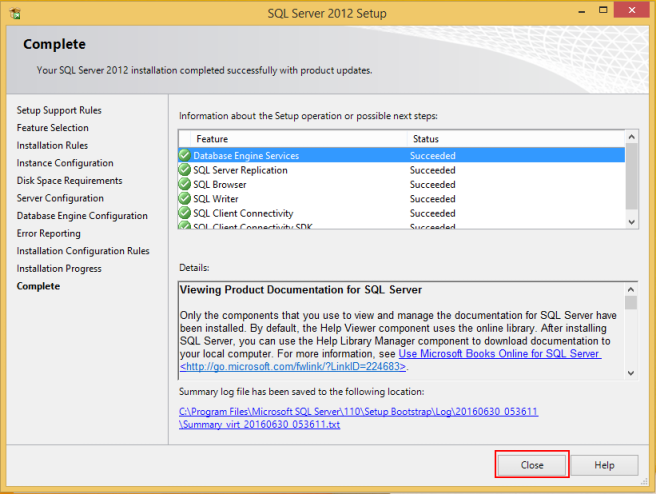 SQL Server 2012 Setup
Complete
Your SQL Server 2012 installation completed successfully with product updates.
Setup Support Rules
Feature Selection
Installation Rules
Instance Configuration
Disk Space Requirements
Server Configuration
Database Engine Configuration
Error Reporting
Installation Configuration Rules
Installation Progress
Complete
Information about the Setup operation or possible next steps:
Feature Status
Database Engine Services Succeeded
SQL Server Replication Succeeded
SQL Browser Succeeded
SQL Writer Succeeded
SQL Client Connectivity Succeeded
SQL Client Connectivity SDK Succeeded
Details:
Viewing Product Documentation for SQL Server
Only the components that you use to view and manage the documentation for SQL Server have
been installed. By default, the Help Viewer component uses the online library. After installing
SQL Server, you can use the Help Library Manager component to download documentation to
your local computer. For more information, see Use Microsoft Books Online for SQL Server
<http://go.microsoft.com/fwlink/?LinkID=224683>.
Summary log file has been saved to the following location:
C:\Program Files\Microsoft SQL Server\110\Setup Bootstrap\Log\20160630_053611
\Summary_virt_20160630_053611.txt
Close
Help